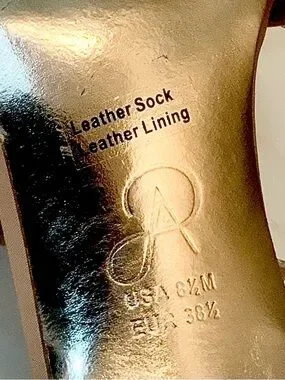 Leather Sock
Leather Lining
USA 8½M
EUR 38½